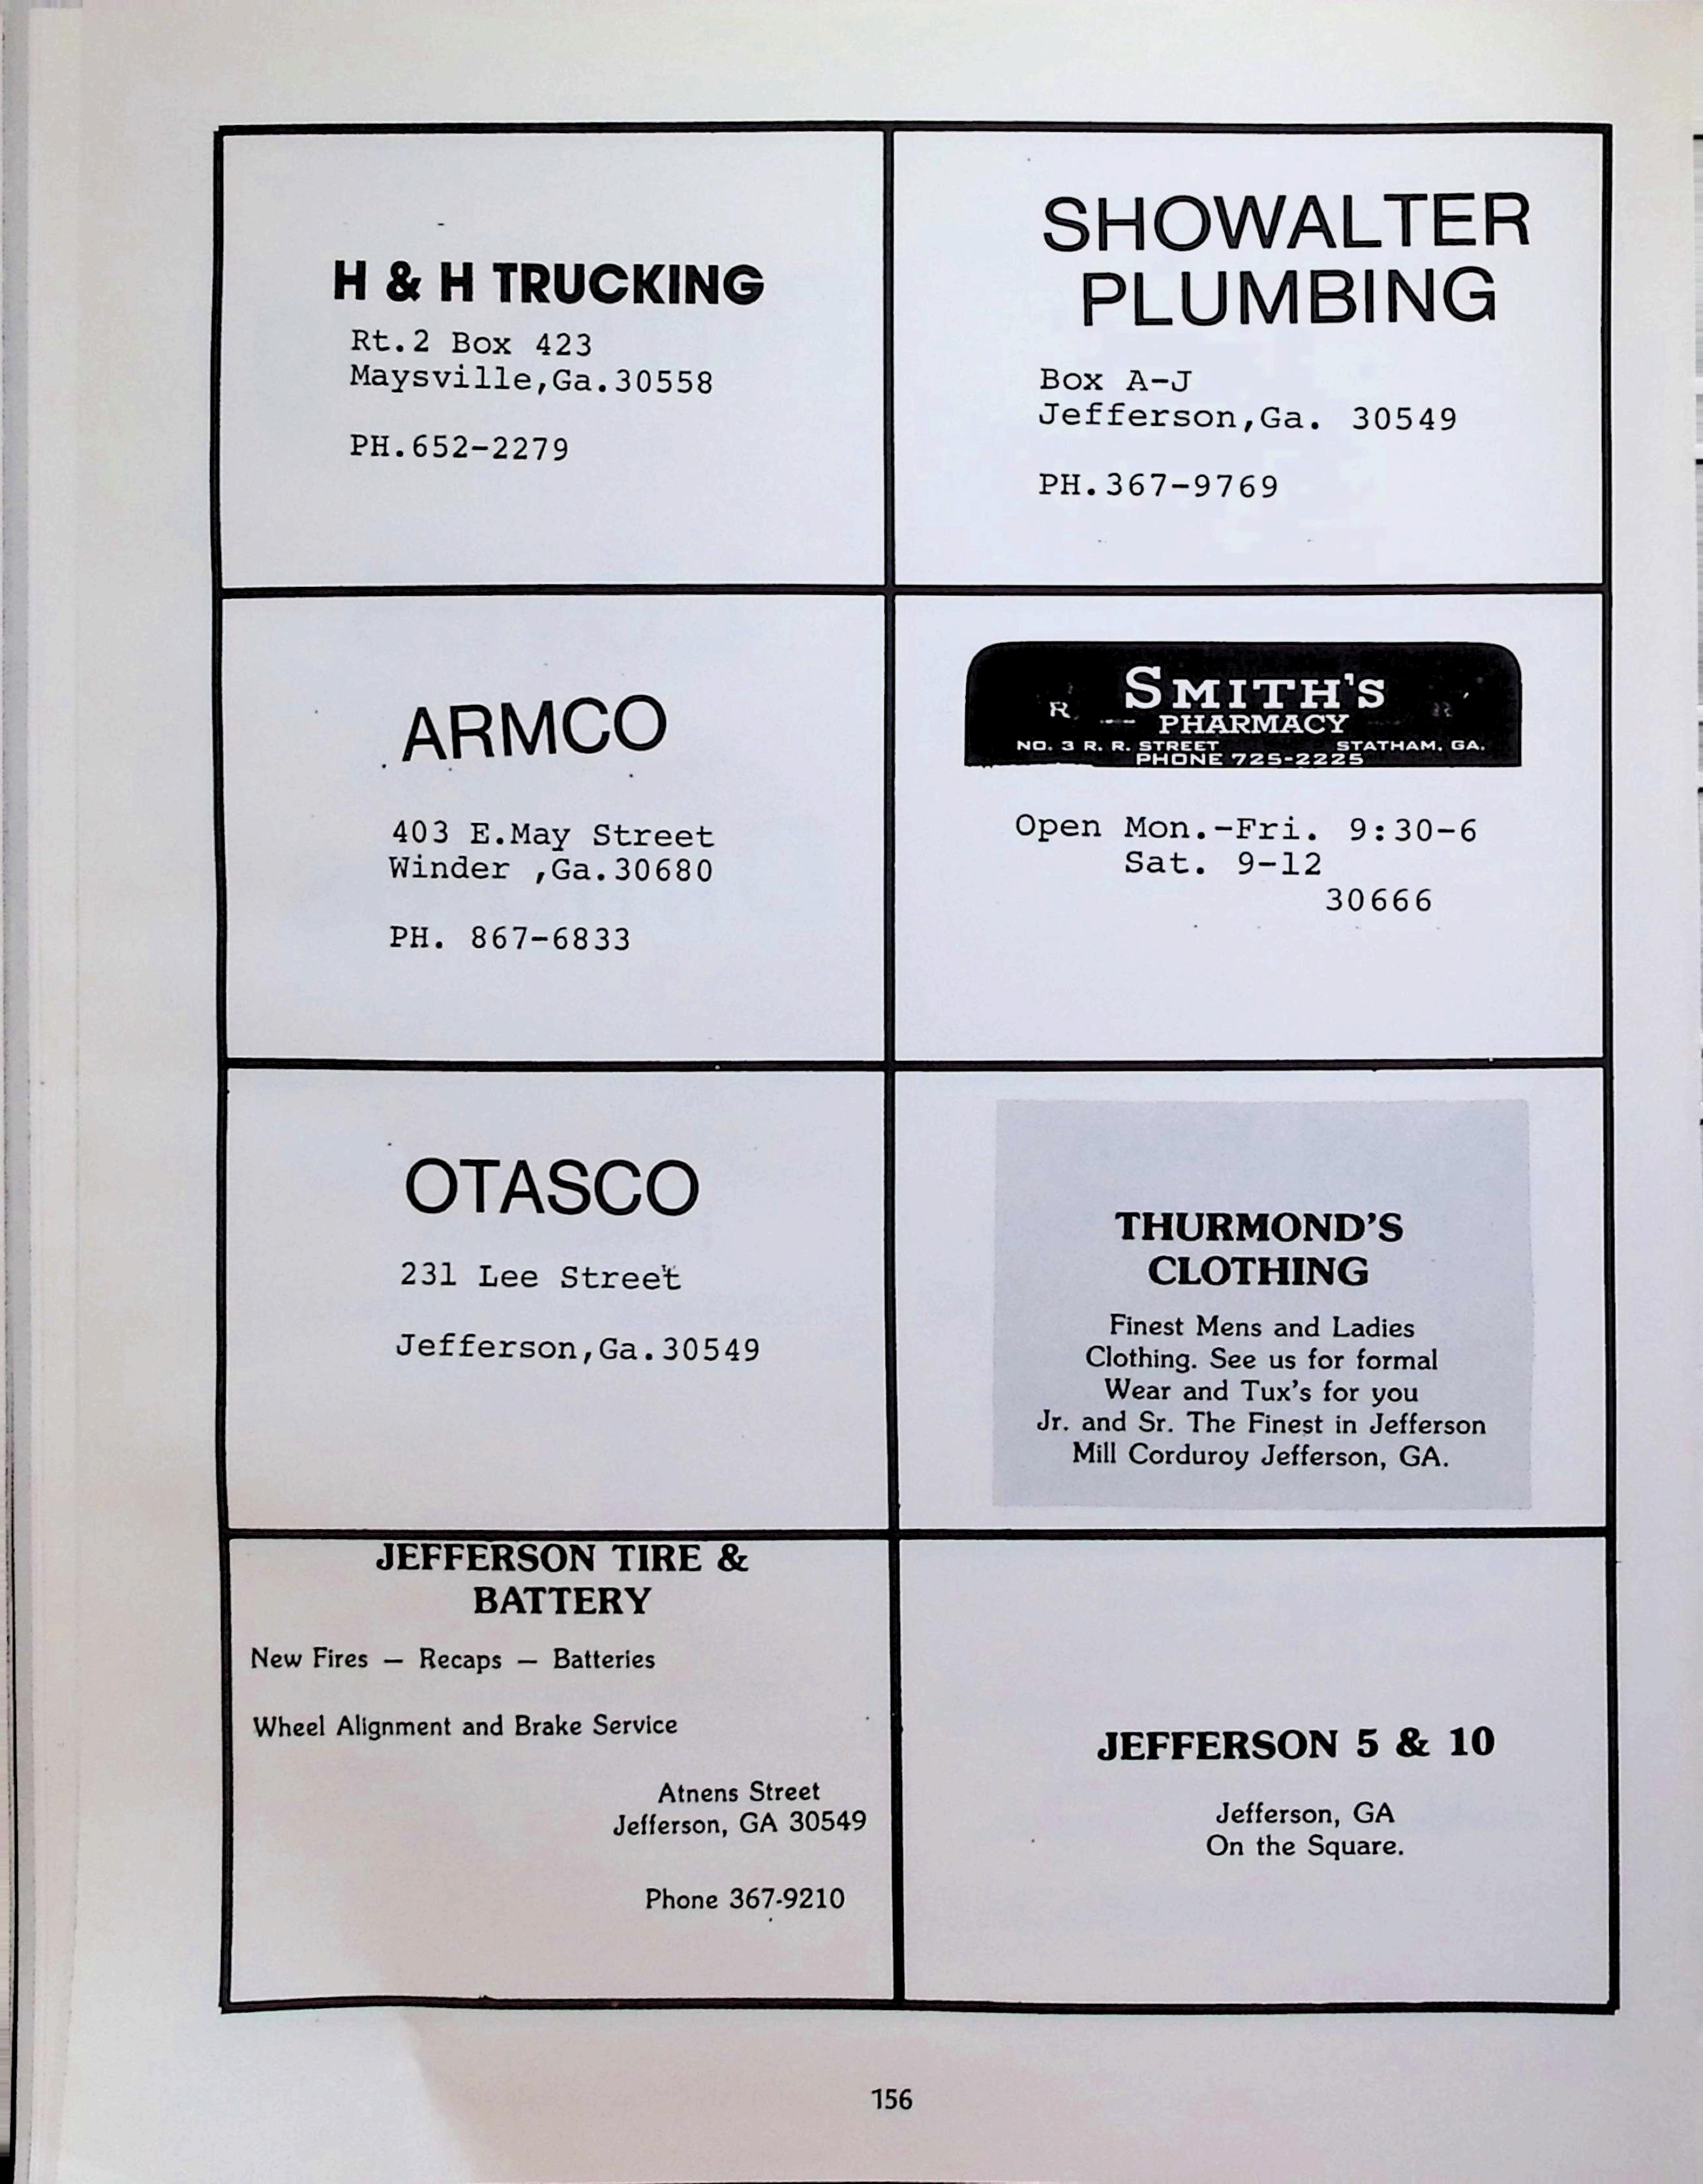 H & H TRUCKING
Rt.2 Box 423
Maysville,Ga.30558
PH.652-2279
SHOWALTER
PLUMBING
Box A-J
Jefferson,Ga. 30549
PH.367-9769
ARMCO
403 E.May Street
Winder ,Ga.30680
PH. 867-6833
SMITH'S
PHARMACY
NO. 3 R. R. STREET STATHAM, GA.
PHONE 725-2225
Open Mon.-Fri. 9:30-6
Sat. 9-12
30666
OTASCO
231 Lee Street
Jefferson,Ga.30549
THURMOND'S
CLOTHING
Finest Mens and Ladies
Clothing. See us for formal
Wear and Tux's for you
Jr. and Sr. The Finest in Jefferson
Mill Corduroy Jefferson, GA.
JEFFERSON TIRE &
BATTERY
New Fires — Recaps — Batteries
Wheel Alignment and Brake Service
Atnens Street
Jefferson, GA 30549
Phone 367-9210
JEFFERSON 5 & 10
Jefferson, GA
On the Square.
156